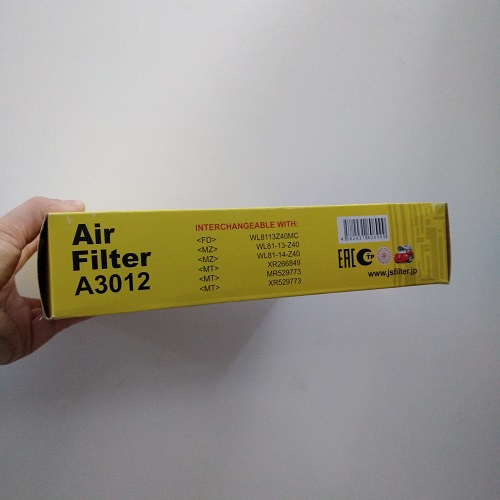 Air
Filter
A3012
INTERCHANGEABLE WITH:
<FD> WL8113Z40MC
<MZ> WL81-13-Z40
<MZ> WL81-14-Z40
<MT> XR266849
<MT> MR529773
<MT> XR529773
EAC TP
www.jsfilter.jp